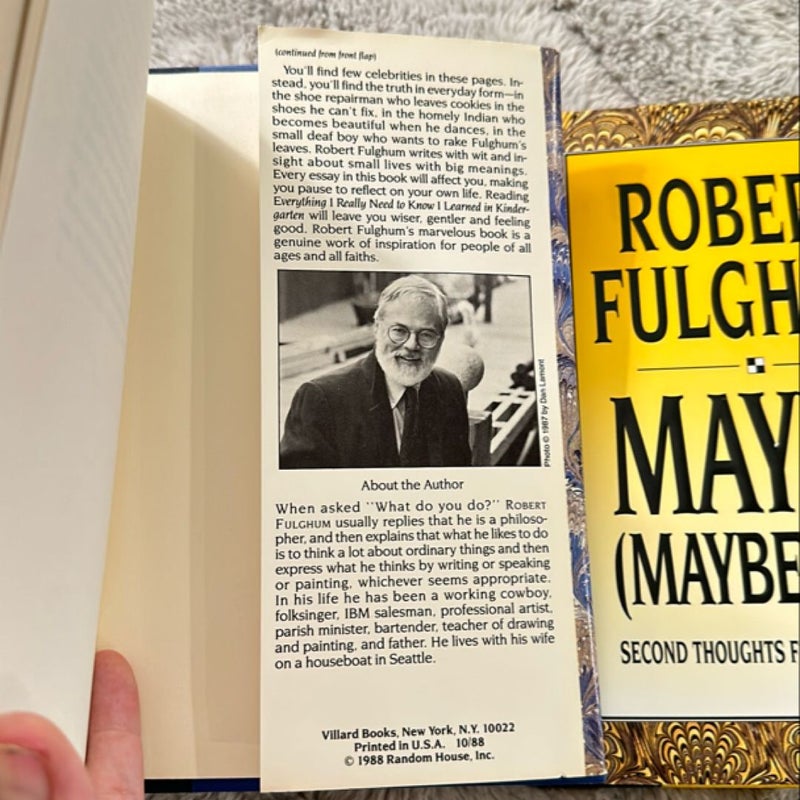 (continued from front flap)
You'll find few celebrities in these pages. In-
stead, you'll find the truth in everyday form—in
the shoe repairman who leaves cookies in the
shoes he can't fix, in the homely Indian who
becomes beautiful when he dances, in the
small deaf boy who wants to rake Fulghum's
leaves. Robert Fulghum writes with wit and in-
sight about small lives with big meanings.
Every essay in this book will affect you, making
you pause to reflect on your own life. Reading
Everything I Really Need to Know I Learned in Kinder-
garten will leave you wiser, gentler and feeling
good. Robert Fulghum's marvelous book is a
genuine work of inspiration for people of all
ages and all faiths.
Photo © 1987 by Dan Lamont
About the Author
When asked "What do you do?" ROBERT
FULGHUM usually replies that he is a philoso-
pher, and then explains that what he likes to do
is to think a lot about ordinary things and then
express what he thinks by writing or speaking
or painting, whichever seems appropriate.
In his life he has been a working cowboy,
folksinger, IBM salesman, professional artist,
parish minister, bartender, teacher of drawing
and painting, and father. He lives with his wife
on a houseboat in Seattle.
Villard Books, New York, N.Y. 10022
Printed in U.S.A. 10/88
© 1988 Random House, Inc.
ROBER
FULGH
MAY
(MAYBE
SECOND THOUGHTS F